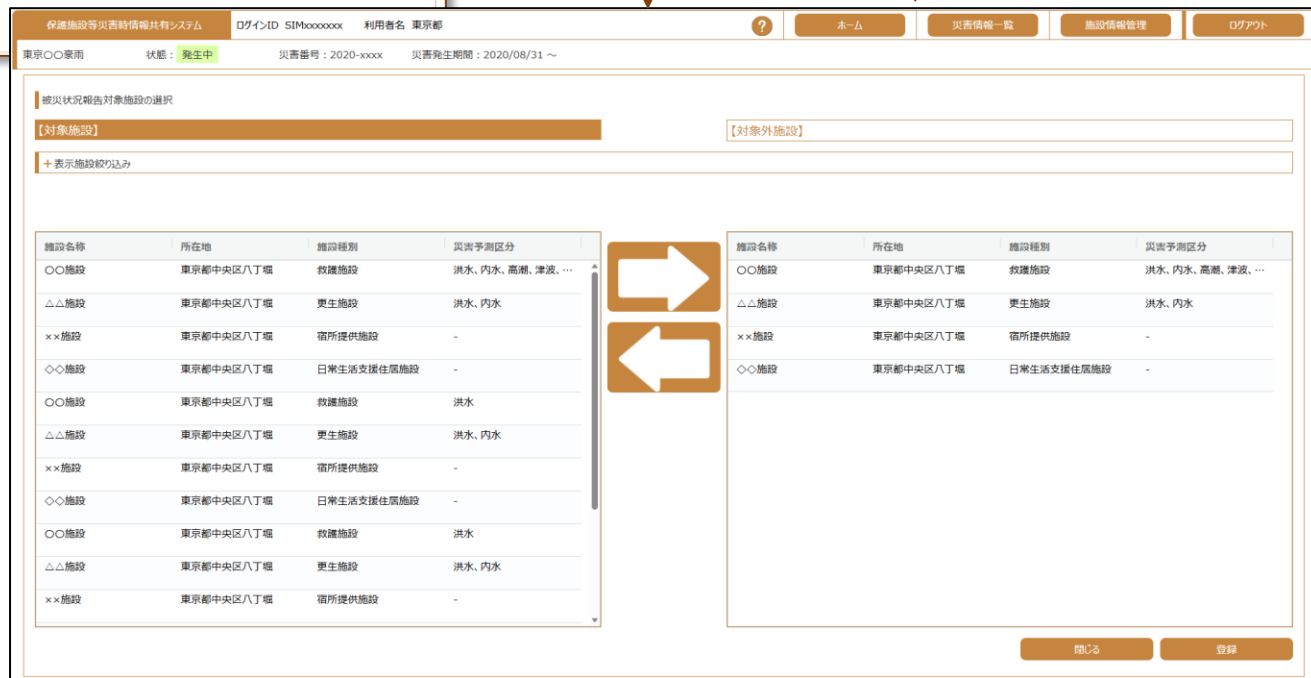 保護施設等災害時情報共有システム ログインID SIMxxxxxxx 利用者名 東京都 ? ホーム 災害情報一覧 施設情報管理 ログアウト
東京〇〇豪雨 状態： 発生中 災害番号：2020-xxxx 災害発生期間：2020/08/31 ～
被災状況報告対象施設の選択
【対象施設】 【対象外施設】
＋表示施設絞り込み
施設名称 所在地 施設種別 災害予測区分 施設名称 所在地 施設種別 災害予測区分
〇〇施設 東京都中央区八丁堀 救護施設 洪水、内水、高潮、津波、… 〇〇施設 東京都中央区八丁堀 救護施設 洪水、内水、高潮、津波、…
△△施設 東京都中央区八丁堀 更生施設 洪水、内水 △△施設 東京都中央区八丁堀 更生施設 洪水、内水
××施設 東京都中央区八丁堀 宿所提供施設 - ××施設 東京都中央区八丁堀 宿所提供施設 -
◇◇施設 東京都中央区八丁堀 日常生活支援住居施設 - ◇◇施設 東京都中央区八丁堀 日常生活支援住居施設 -
〇〇施設 東京都中央区八丁堀 救護施設 洪水
△△施設 東京都中央区八丁堀 更生施設 洪水、内水
××施設 東京都中央区八丁堀 宿所提供施設 -
◇◇施設 東京都中央区八丁堀 日常生活支援住居施設 -
〇〇施設 東京都中央区八丁堀 救護施設 洪水
△△施設 東京都中央区八丁堀 更生施設 洪水、内水
××施設 東京都中央区八丁堀 宿所提供施設 -
閉じる 登録